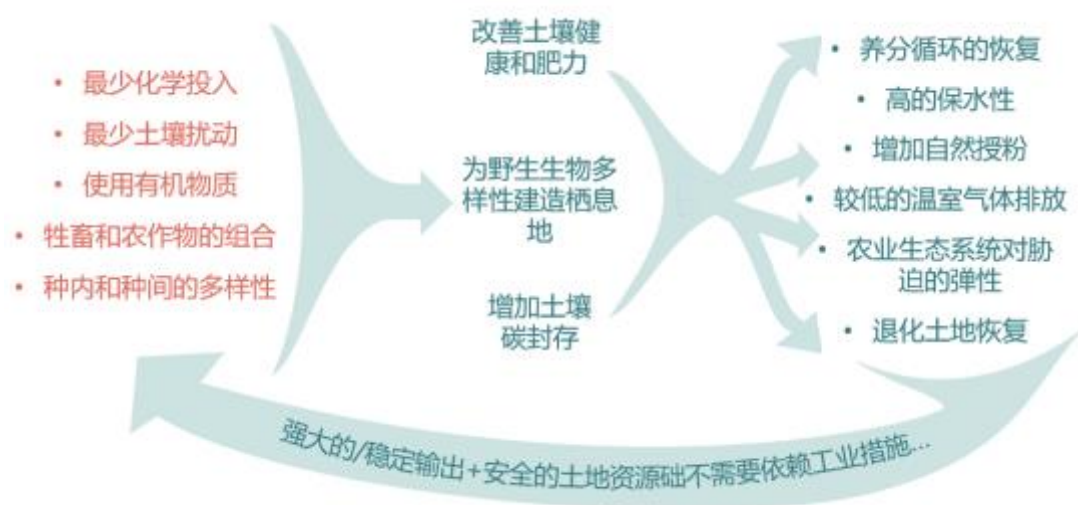 • 最少化学投入
• 最少土壤扰动
• 使用有机物质
• 牲畜和农作物的组合
• 种内和种间的多样性
改善土壤健
康和肥力
为野生生物多
样性建造栖息
地
增加土壤
碳封存
• 养分循环的恢复
• 高的保水性
• 增加自然授粉
• 较低的温室气体排放
• 农业生态系统对胁
迫的弹性
• 退化土地恢复
强大的/稳定输出+安全的土地资源础不需要依赖工业措施...